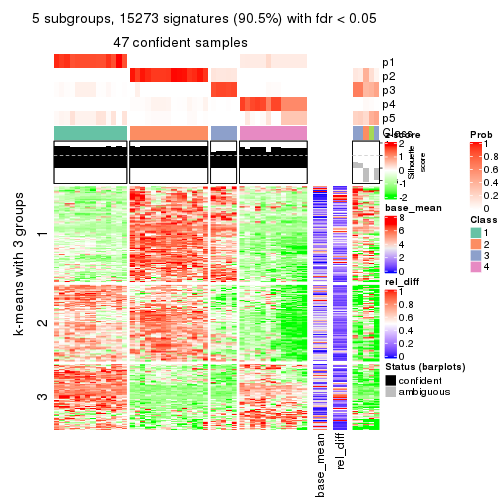 5 subgroups, 15273 signatures (90.5%) with fdr < 0.05
47 confident samples
p1
p2
p3
p4
p5
Class
z-score
2
1
0
-1
-2
Silhouette
score
Prob
1
0.8
0.6
0.4
0.2
0
base_mean
8
6
4
2
0
Class
1
2
3
4
rel_diff
1
0.8
0.6
0.4
0.2
0
Status (barplots)
confident
ambiguous
k-means with 3 groups
1
2
3
base_mean
rel_diff